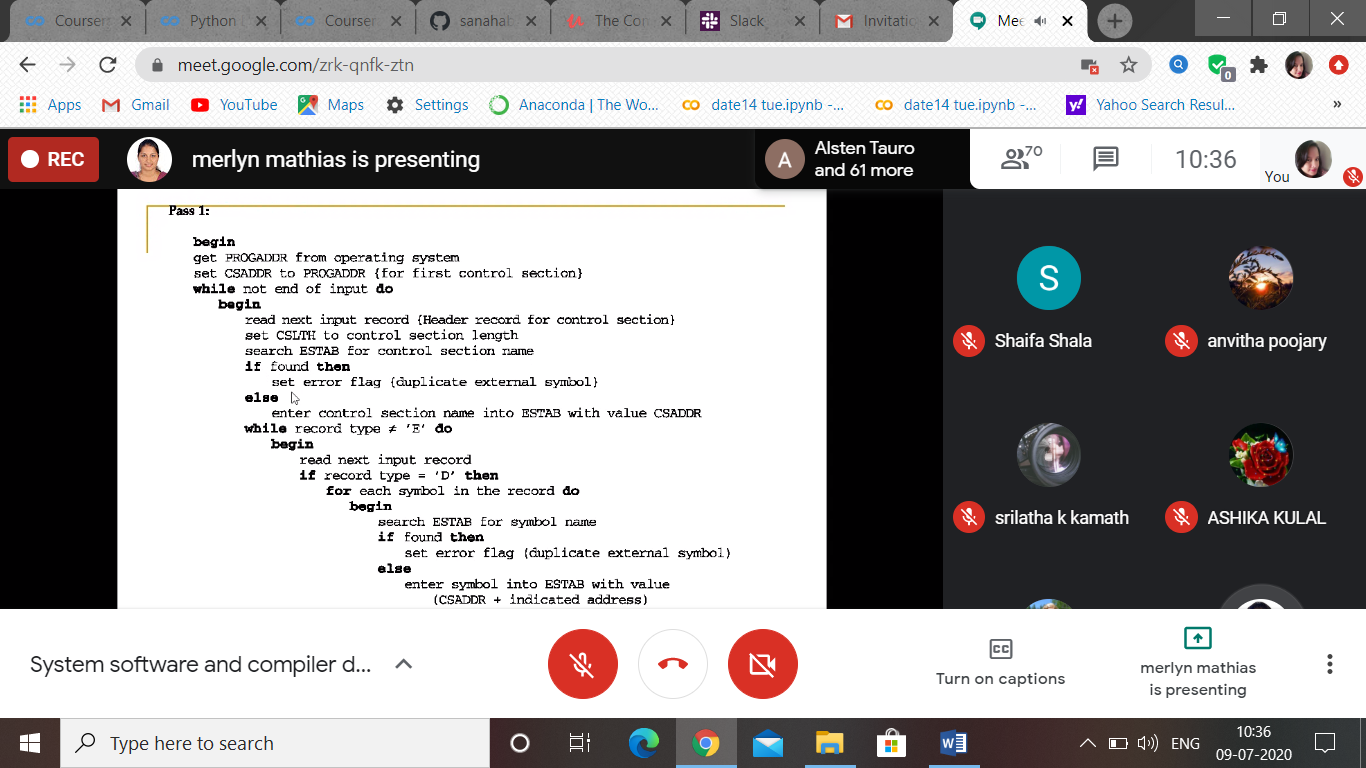 Courser
Python
Courser
sanahab
The Con
Slack
Invitatio
Mee
meet.google.com/zrk-qnfk-ztn
0
Apps
Gmail
YouTube
Maps
Settings
Anaconda | The Wo...
date14 tue.ipynb -...
date14 tue.ipynb -...
Yahoo Search Resul...
»
REC
merlyn mathias is presenting
A
Alsten Tauro
and 61 more
70
10:36
You
Pass 1:
begin
get PROGADDR from operating system
set CSADDR to PROGADDR {for first control section}
while not end of input do
begin
read next input record {Header record for control section}
set CSLTH to control section length
search ESTAB for control section name
if found then
set error flag {duplicate external symbol}
else
enter control section name into ESTAB with value CSADDR
while record type ≠ 'E' do
begin
read next input record
if record type = 'D' then
for each symbol in the record do
begin
search ESTAB for symbol name
if found then
set error flag (duplicate external symbol)
else
enter symbol into ESTAB with value
(CSADDR + indicated address)
S
Shaifa Shala
anvitha poojary
srilatha k kamath
ASHIKA KULAL
System software and compiler d...
CC
Turn on captions
merlyn mathias
is presenting
Type here to search
ENG
10:36
09-07-2020